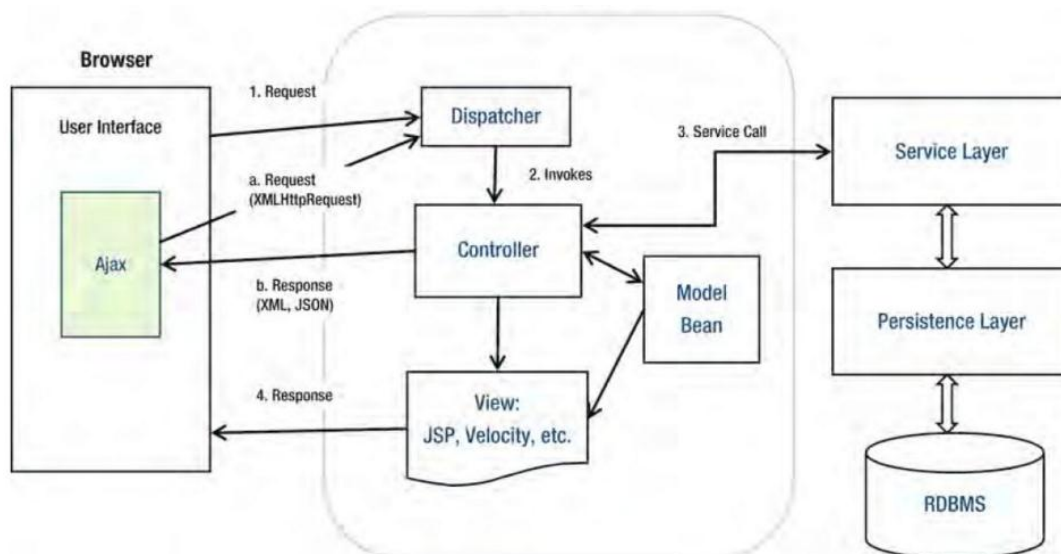 Browser
User Interface
Ajax
1. Request
a. Request
(XMLHttpRequest)
b. Response
(XML, JSON)
4. Response
Dispatcher
2. Invokes
Controller
3. Service Call
Model
Bean
View:
JSP, Velocity, etc.
Service Layer
Persistence Layer
RDBMS